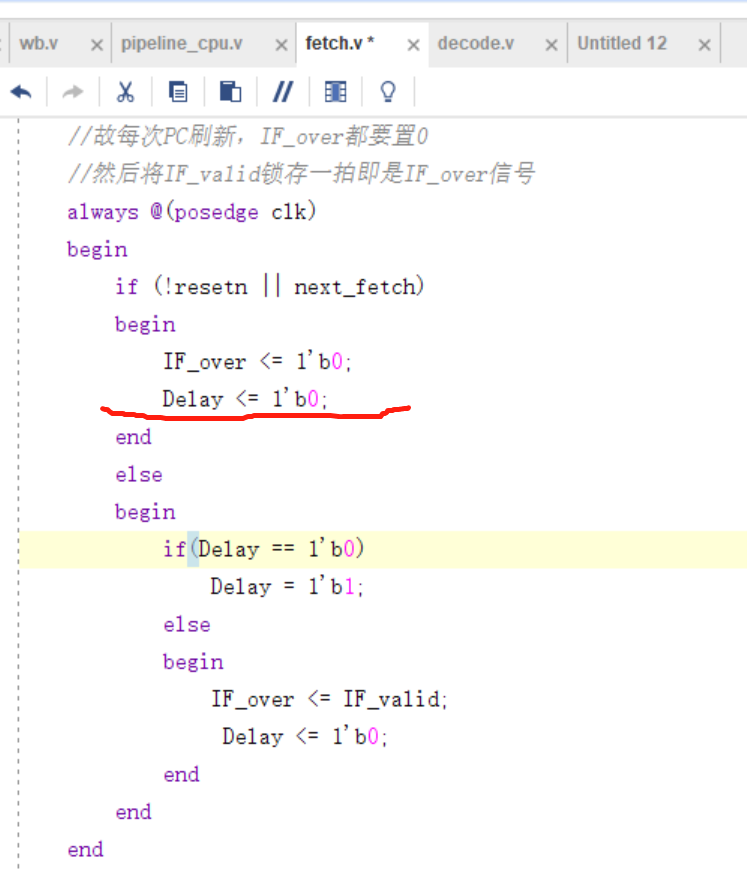 wb.v × pipeline_cpu.v × fetch.v * × decode.v × Untitled 12 ×
//故每次PC刷新，IF_over都要置0
//然后将IF_valid锁存一拍即是IF_over信号
always @(posedge clk)
begin
if (!resetn || next_fetch)
begin
IF_over <= 1'b0;
Delay <= 1'b0;
end
else
begin
if(Delay == 1'b0)
Delay = 1'b1;
else
begin
IF_over <= IF_valid;
Delay <= 1'b0;
end
end
end